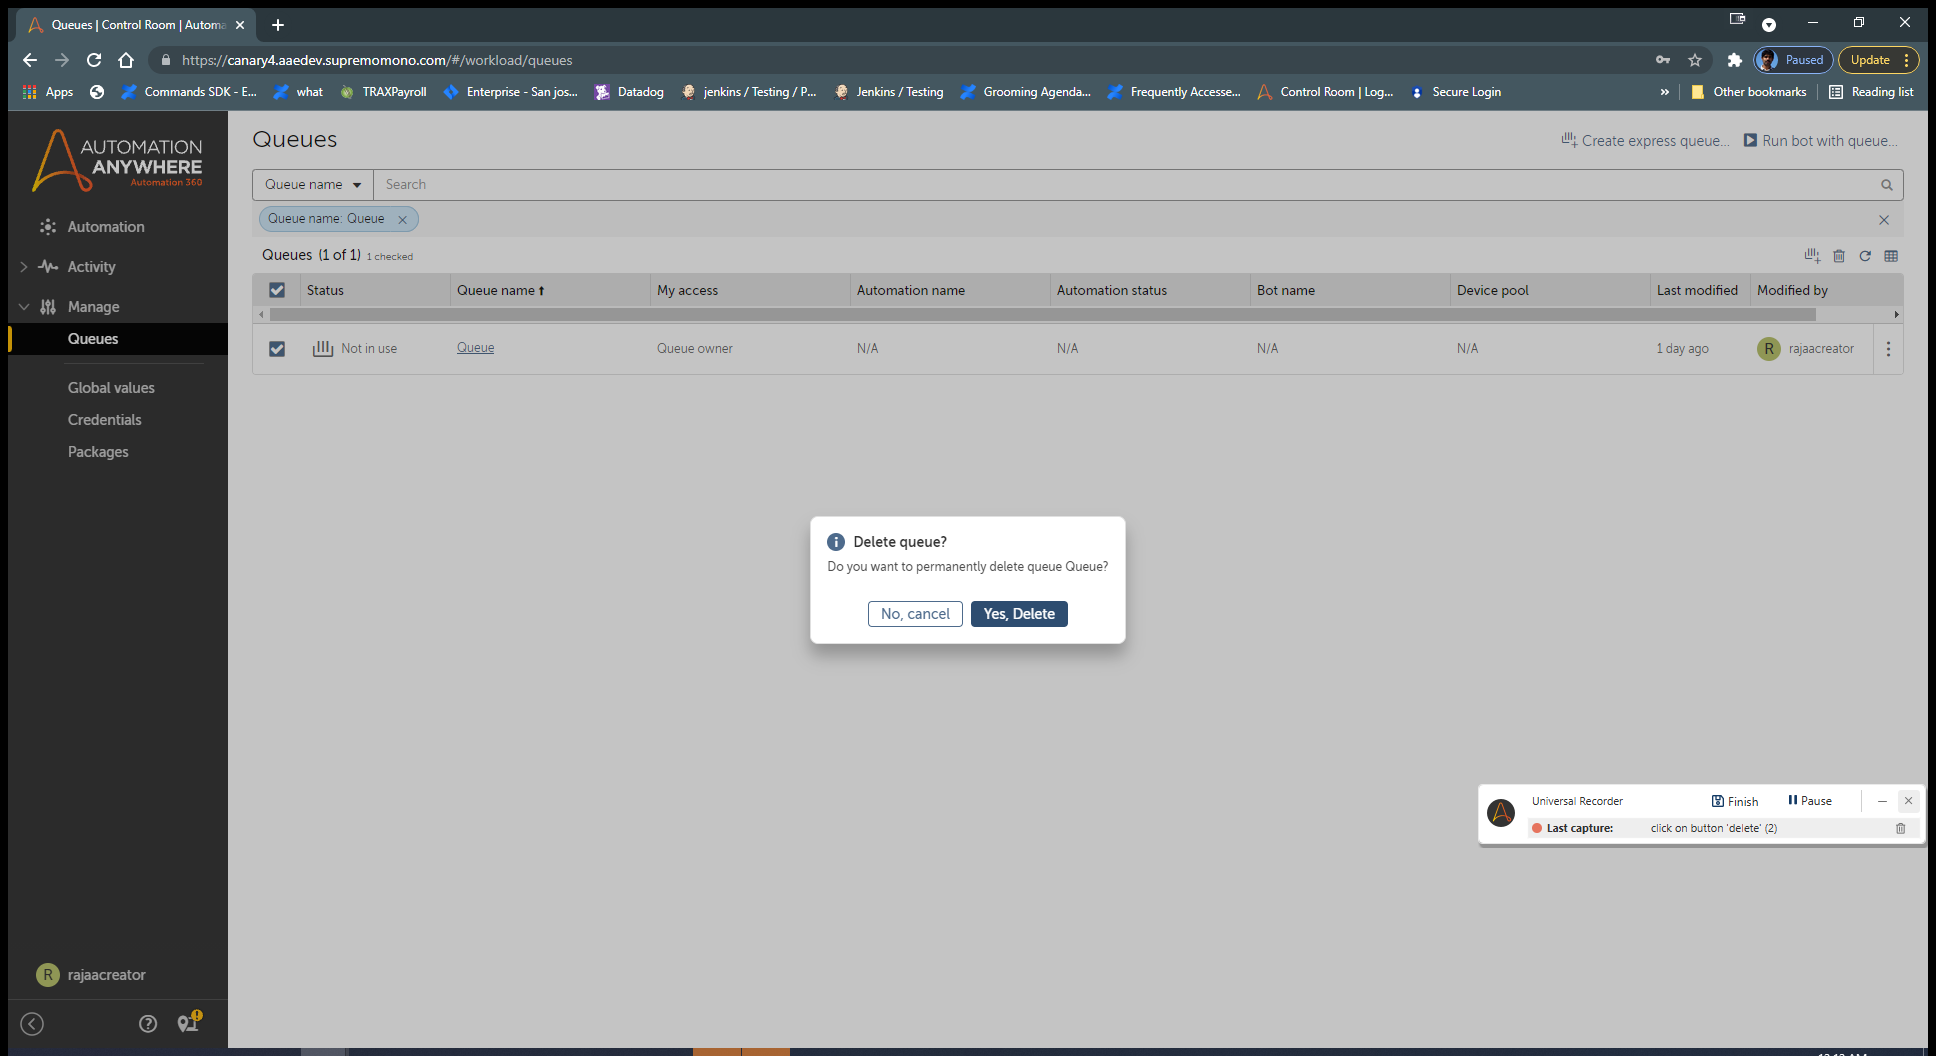 Queues | Control Room | Automa
https://canary4.aaedev.supremomono.com/#/workload/queues
Paused
Update
Apps
Commands SDK - E...
what
TRAXPayroll
Enterprise - San jos...
Datadog
jenkins / Testing / P...
Jenkins / Testing
Grooming Agenda...
Frequently Accesse...
Control Room | Log...
Secure Login
»
Other bookmarks
Reading list
AUTOMATION
ANYWHERE
Automation 360
Automation
Activity
Manage
Queues
Global values
Credentials
Packages
R rajaacreator
Queues
Create express queue...
Run bot with queue...
Queue name
Search
Queue name: Queue
Queues (1 of 1) 1 checked
Status Queue name My access Automation name Automation status Bot name Device pool Last modified Modified by
Not in use Queue Queue owner N/A N/A N/A N/A 1 day ago R rajaacreator
Delete queue?
Do you want to permanently delete queue Queue?
No, cancel
Yes, Delete
Universal Recorder
Finish
Pause
Last capture: click on button 'delete' (2)